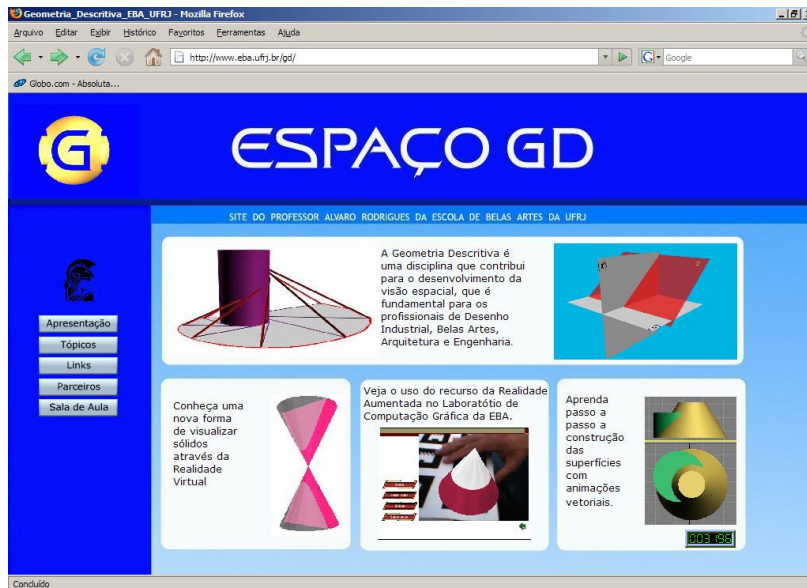 Geometria_Descritiva_EBA_UFRJ - Mozilla Firefox
Arquivo Editar Exibir Histórico Favoritos Ferramentas Ajuda
http://www.eba.ufrj.br/gd/
Google
Globo.com - Absoluta...
G
ESPAÇO GD
SITE DO PROFESSOR ALVARO RODRIGUES DA ESCOLA DE BELAS ARTES DA UFRJ
Apresentação
Tópicos
Links
Parceiros
Sala de Aula
A Geometria Descritiva é
uma disciplina que contribui
para o desenvolvimento da
visão espacial, que é
fundamental para os
profissionais de Desenho
Industrial, Belas Artes,
Arquitetura e Engenharia.
Conheça uma
nova forma
de visualizar
sólidos
através da
Realidade
Virtual
Veja o uso do recurso da Realidade
Aumentada no Laboratótio de
Computação Gráfica da EBA.
Aprenda
passo a
passo a
construção
das
superfícies
com
animações
vetoriais.
003196
Concluído